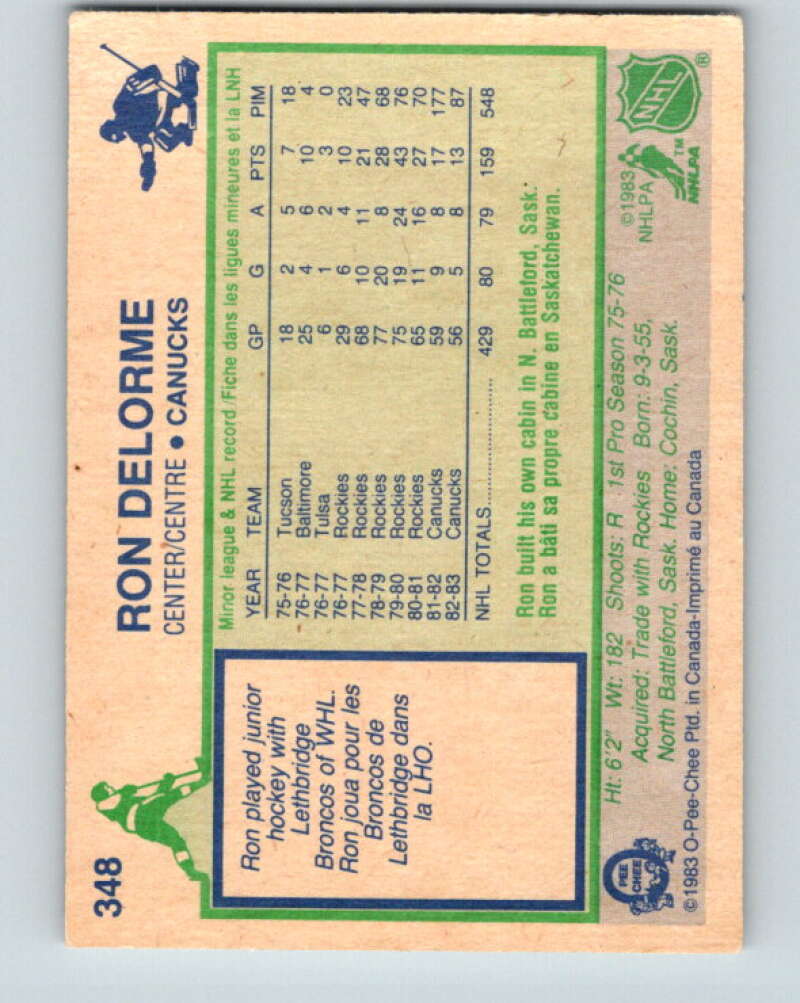 348
RON DELORME
CENTER/CENTRE • CANUCKS
Ron played junior
hockey with
Lethbridge
Broncos of WHL.
Ron joua pour les
Broncos de
Lethbridge dans
la LHO.
Minor league & NHL record/Fiche dans les ligues mineures et la LNH
YEAR TEAM GP G A PTS PIM
75-76 Tucson 18 2 5 7 18
76-77 Baltimore 25 4 6 10 4
76-77 Tulsa 6 1 2 3 0
76-77 Rockies 29 6 4 10 23
77-78 Rockies 68 10 11 21 47
78-79 Rockies 77 20 8 28 68
79-80 Rockies 75 19 24 43 76
80-81 Rockies 65 11 16 27 70
81-82 Canucks 59 9 8 17 177
82-83 Canucks 56 5 8 13 87
NHL TOTALS.................... 429 80 79 159 548
Ron built his own cabin in N. Battleford, Sask.
Ron a bâti sa propre cabine en Saskatchewan.
Ht: 6'2" Wt: 182 Shoots: R 1st Pro Season 75-76
Acquired: Trade with Rockies Born: 9-3-55,
North Battleford, Sask. Home: Cochin, Sask.
©1983 O-Pee-Chee Ptd. in Canada-Imprimé au Canada
O PEE CHEE
©1983
NHLPA
NHLPA
TM
NHL
®